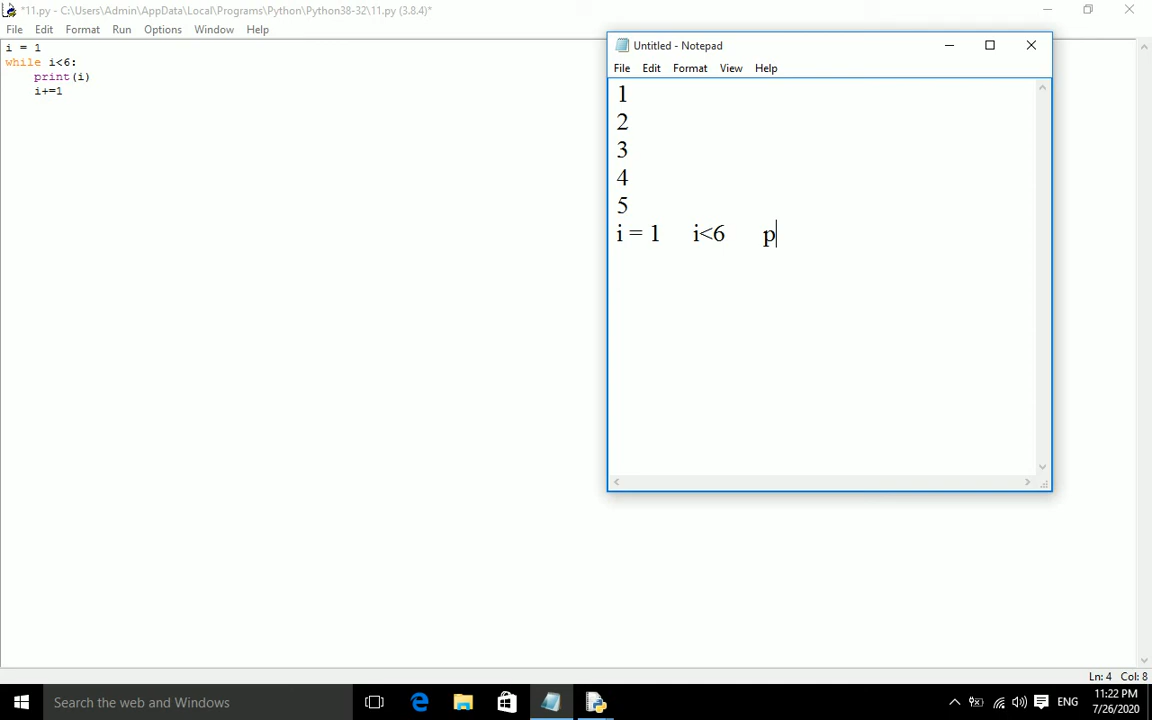 *11.py - C:\Users\Admin\AppData\Local\Programs\Python\Python38-32\11.py (3.8.4)*
File Edit Format Run Options Window Help
i = 1
while i<6:
    print(i)
    i+=1
Untitled - Notepad
File Edit Format View Help
1
2
3
4
5
i = 1 i<6 p
Ln: 4 Col: 8
Search the web and Windows
ENG
11:22 PM
7/26/2020